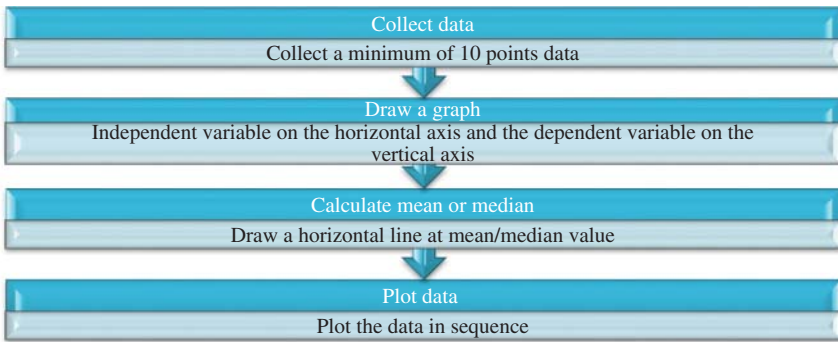 Collect data
Collect a minimum of 10 points data
Draw a graph
Independent variable on the horizontal axis and the dependent variable on the
vertical axis
Calculate mean or median
Draw a horizontal line at mean/median value
Plot data
Plot the data in sequence